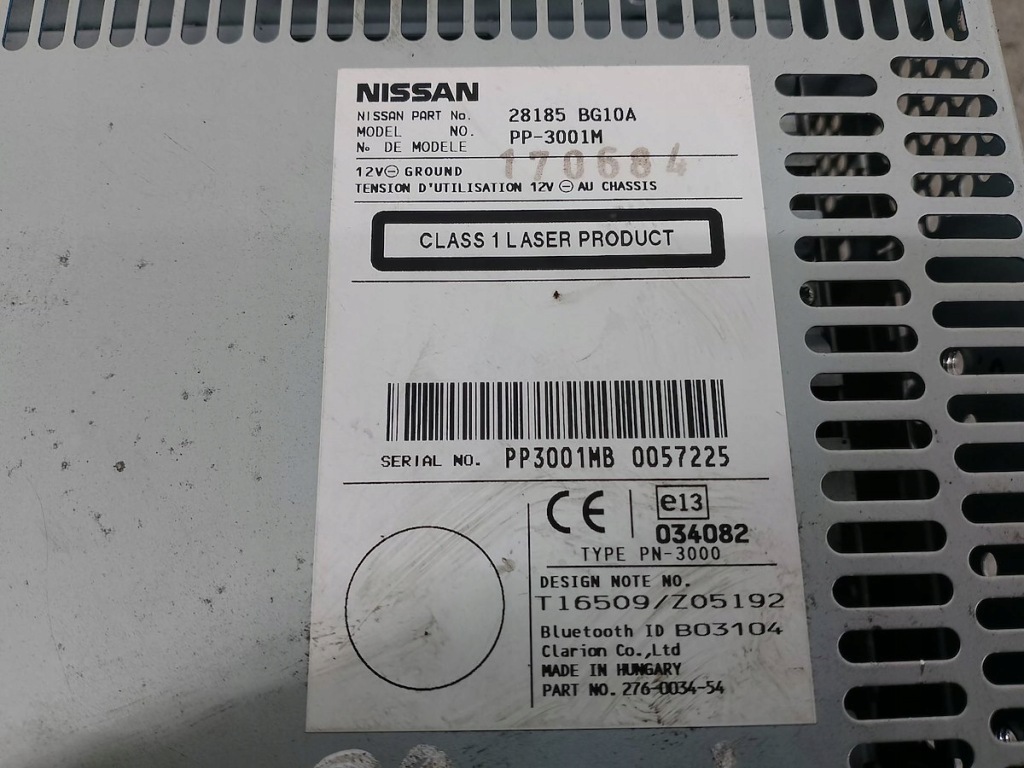 NISSAN
NISSAN PART No. 28185 BG10A
MODEL NO. PP-3001M
No DE MODELE
170684
12V⊖ GROUND
TENSION D'UTILISATION 12V ⊖ AU CHASSIS
CLASS 1 LASER PRODUCT
SERIAL NO. PP3001MB 0057225
CE e13
034082
TYPE PN-3000
DESIGN NOTE NO.
T16509/Z05192
Bluetooth ID B03104
Clarion Co.,Ltd
MADE IN HUNGARY
PART NO. 276-0034-54